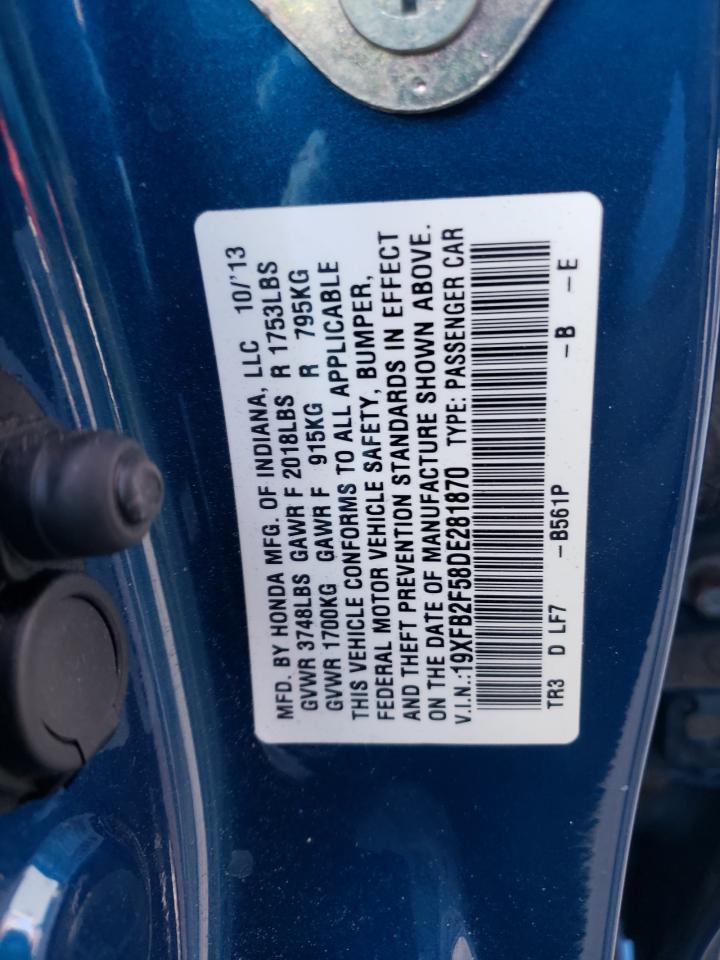 MFD. BY HONDA MFG. OF INDIANA, LLC 10/'13
GVWR 3748LBS GAWR F 2018LBS R 1753LBS
GVWR 1700KG GAWR F 915KG R 795KG
THIS VEHICLE CONFORMS TO ALL APPLICABLE
FEDERAL MOTOR VEHICLE SAFETY, BUMPER,
AND THEFT PREVENTION STANDARDS IN EFFECT
ON THE DATE OF MANUFACTURE SHOWN ABOVE.
V.I.N.:19XFB2F58DE281870 TYPE: PASSENGER CAR
TR3 D LF7 -B561P -B -E